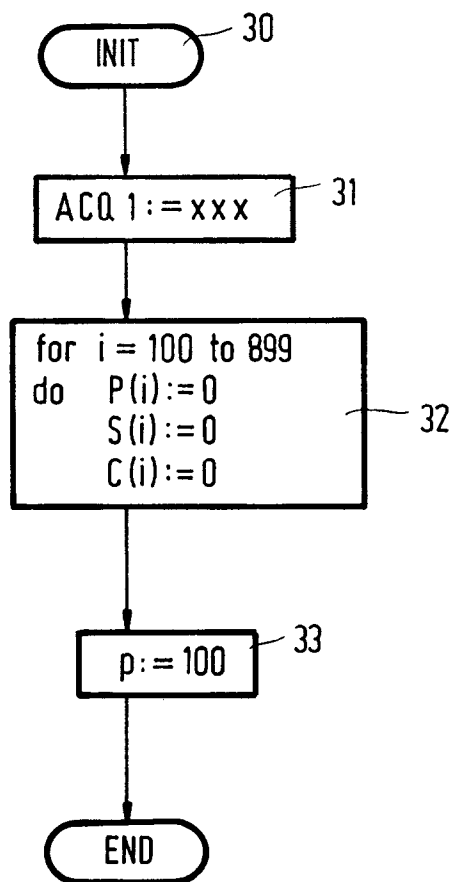 INIT
30
ACQ 1:=xxx
31
for i = 100 to 899
do P(i):=0
S(i):=0
C(i):=0
32
p:=100
33
END